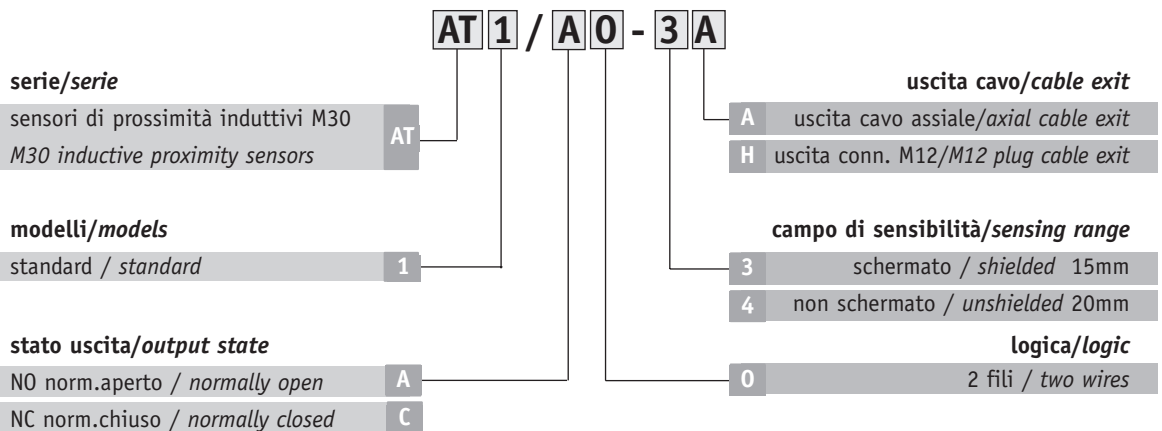 AT 1 / A 0 - 3 A
serie/serie
sensori di prossimità induttivi M30
M30 inductive proximity sensors
AT
modelli/models
standard / standard 1
stato uscita/output state
NO norm.aperto / normally open A
NC norm.chiuso / normally closed C
uscita cavo/cable exit
A uscita cavo assiale/axial cable exit
H uscita conn. M12/M12 plug cable exit
campo di sensibilità/sensing range
3 schermato / shielded 15mm
4 non schermato / unshielded 20mm
logica/logic
0 2 fili / two wires